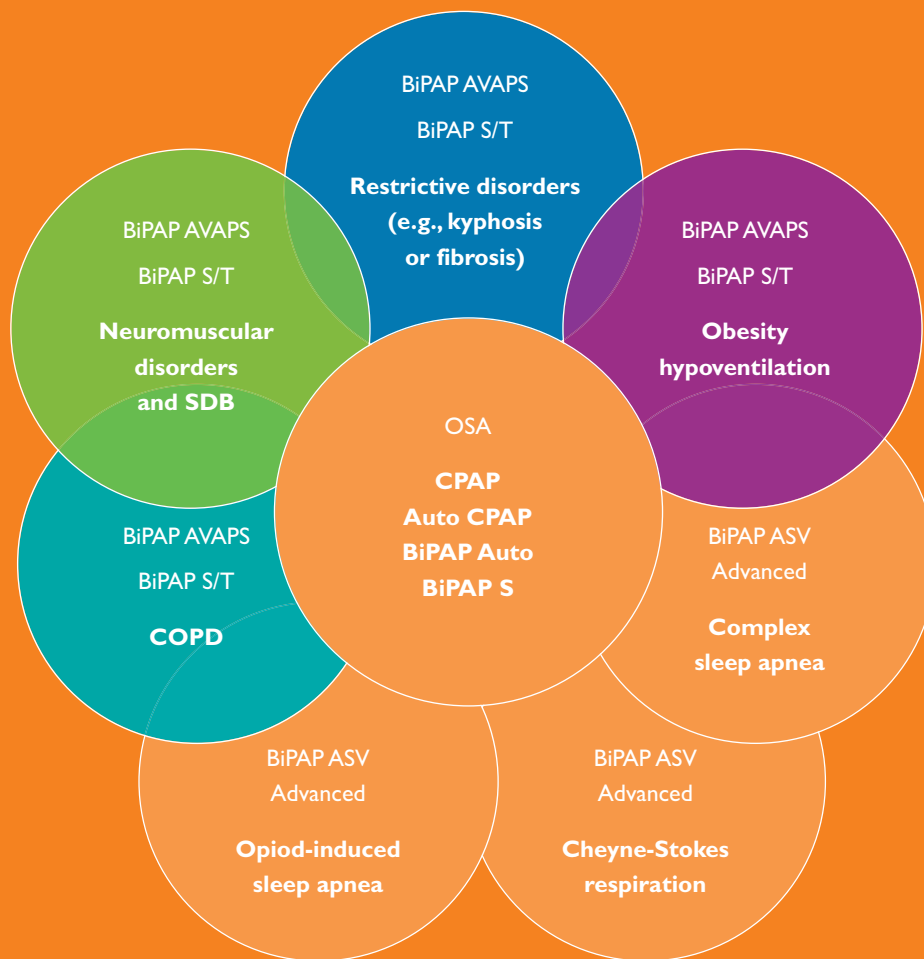 BiPAP AVAPS
BiPAP S/T
Restrictive disorders
(e.g., kyphosis
or fibrosis)
BiPAP AVAPS
BiPAP S/T
Neuromuscular
disorders
and SDB
BiPAP AVAPS
BiPAP S/T
Obesity
hypoventilation
OSA
CPAP
Auto CPAP
BiPAP Auto
BiPAP S
BiPAP AVAPS
BiPAP S/T
COPD
BiPAP ASV
Advanced
Complex
sleep apnea
BiPAP ASV
Advanced
Opiod-induced
sleep apnea
BiPAP ASV
Advanced
Cheyne-Stokes
respiration